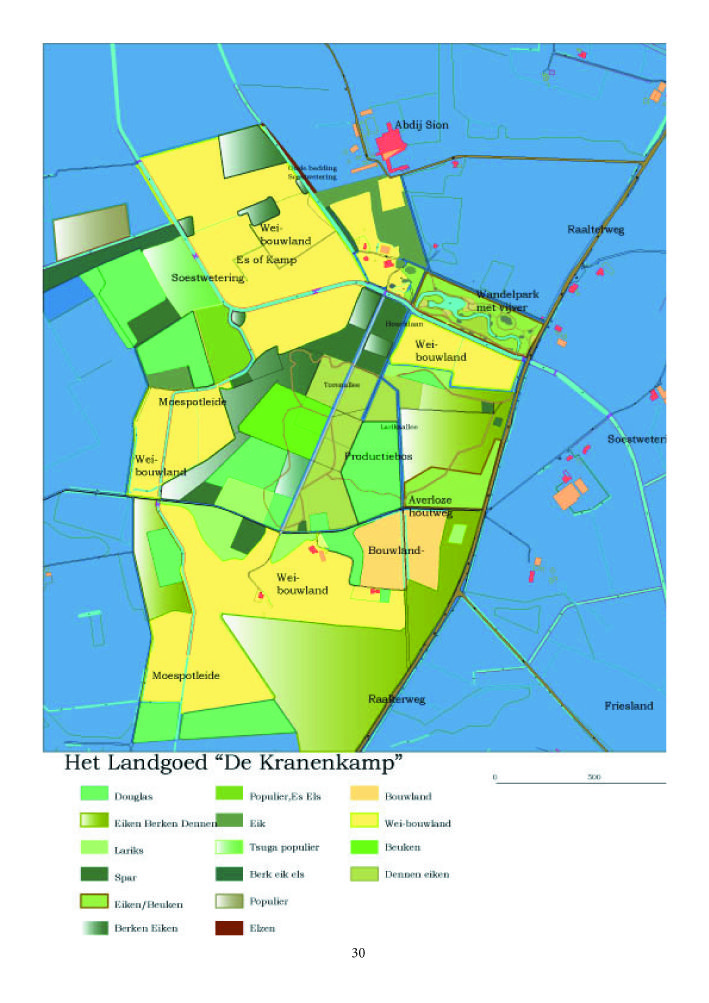 Abdij Sion
Oude bedding
Soestwetering
Raalterweg
Wei-
bouwland
Es of Kamp
Soestwetering
Wandelpark
met vijver
Wei-
bouwland
Torenallee
Moespotleide
Lariksallee
Soesteweteri
Productiebos
Wei-
bouwland
Averloze
houtweg
Bouwland-
Wei-
bouwland
Moespotleide
Raalterweg
Friesland
Het Landgoed “De Kranenkamp”
0 500
Douglas
Populier,Es Els
Bouwland
Eiken Berken Dennen
Eik
Wei-bouwland
Lariks
Tsuga populier
Beuken
Spar
Berk eik els
Dennen eiken
Eiken/Beuken
Populier
Berken Eiken
Elzen
30